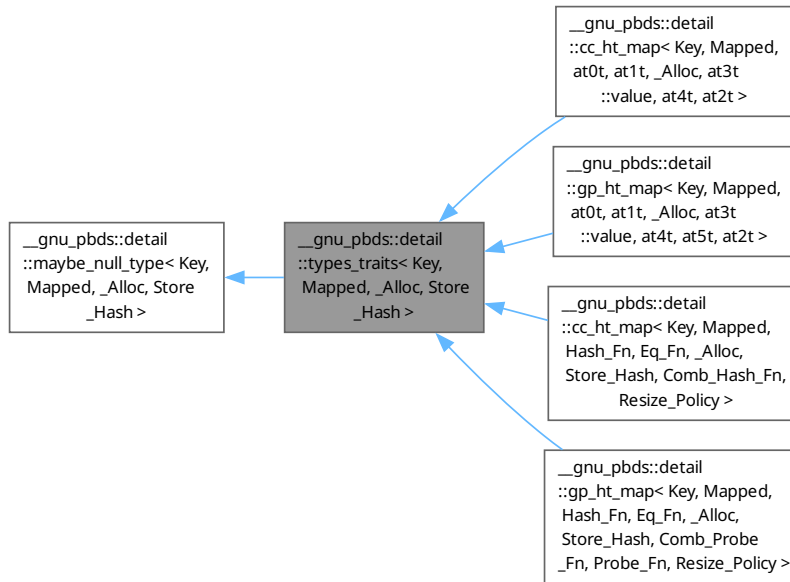 __gnu_pbds::detail
::cc_ht_map< Key, Mapped,
at0t, at1t, _Alloc, at3t
::value, at4t, at2t >
__gnu_pbds::detail
::gp_ht_map< Key, Mapped,
at0t, at1t, _Alloc, at3t
::value, at4t, at5t, at2t >
__gnu_pbds::detail
::maybe_null_type< Key,
Mapped, _Alloc, Store
_Hash >
__gnu_pbds::detail
::types_traits< Key,
Mapped, _Alloc, Store
_Hash >
__gnu_pbds::detail
::cc_ht_map< Key, Mapped,
Hash_Fn, Eq_Fn, _Alloc,
Store_Hash, Comb_Hash_Fn,
Resize_Policy >
__gnu_pbds::detail
::gp_ht_map< Key, Mapped,
Hash_Fn, Eq_Fn, _Alloc,
Store_Hash, Comb_Probe
_Fn, Probe_Fn, Resize_Policy >